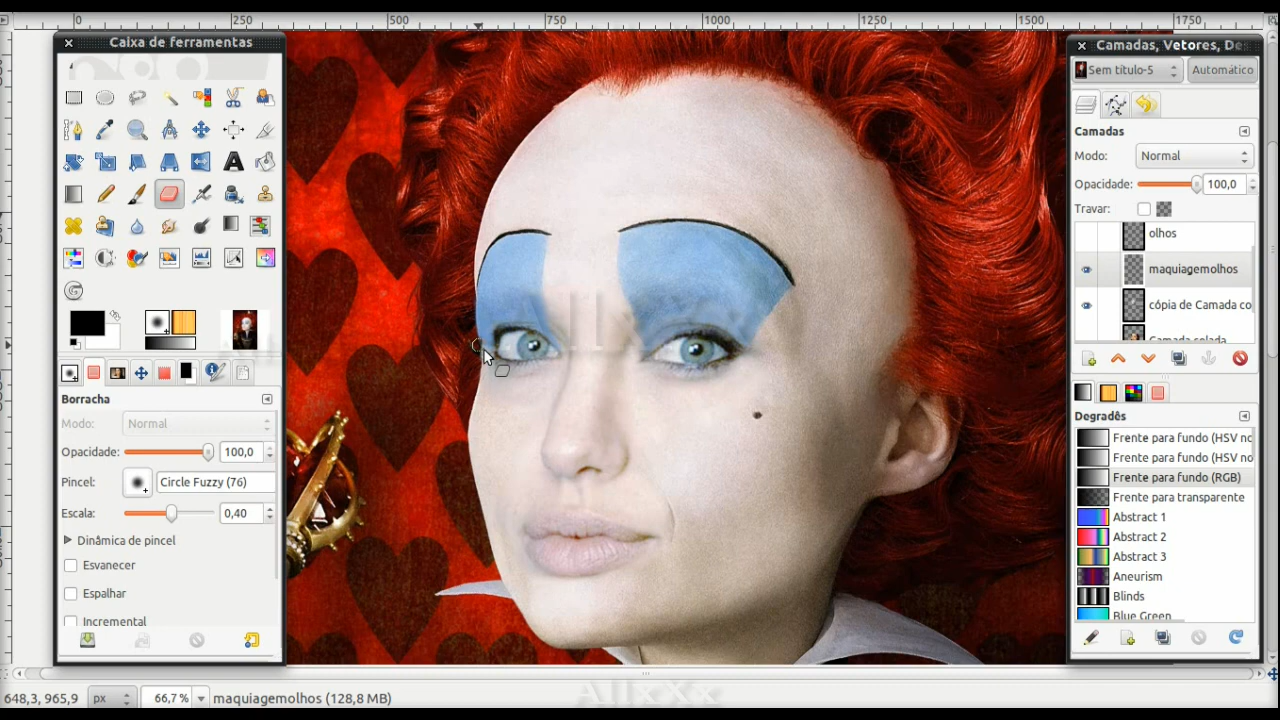 250
500
750
1000
1250
1500
1750
Caixa de ferramentas
Borracha
Modo: Normal
Opacidade: 100,0
Pincel: Circle Fuzzy (76)
Escala: 0,40
Dinâmica de pincel
Esvanecer
Espalhar
Incremental
Camadas, Vetores, De
Sem título-5 Automático
Camadas
Modo: Normal
Opacidade: 100,0
Travar:
olhos
maquiagemolhos
cópia de Camada co
Camada colada
Degradês
Frente para fundo (HSV no
Frente para fundo (HSV no
Frente para fundo (RGB)
Frente para transparente
Abstract 1
Abstract 2
Abstract 3
Aneurism
Blinds
Blue Green
648,3, 965,9 px 66,7% maquiagemolhos (128,8 MB)
AllxXx